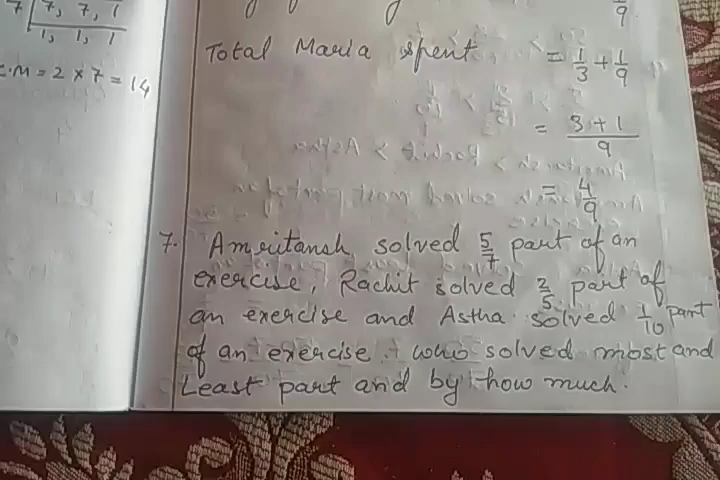 7 | 7, 7, 1
1, 1, 1
C.M = 2 x 7 = 14
9
Total Maria spent = 1/3 + 1/9
= 3+1/9
= 4/9
7. Amritansh solved 5/7 part of an
exercise, Rachit solved 2/5 part of
an exercise and Astha solved 1/10 part
of an exercise. who solved most and
Least part and by how much.